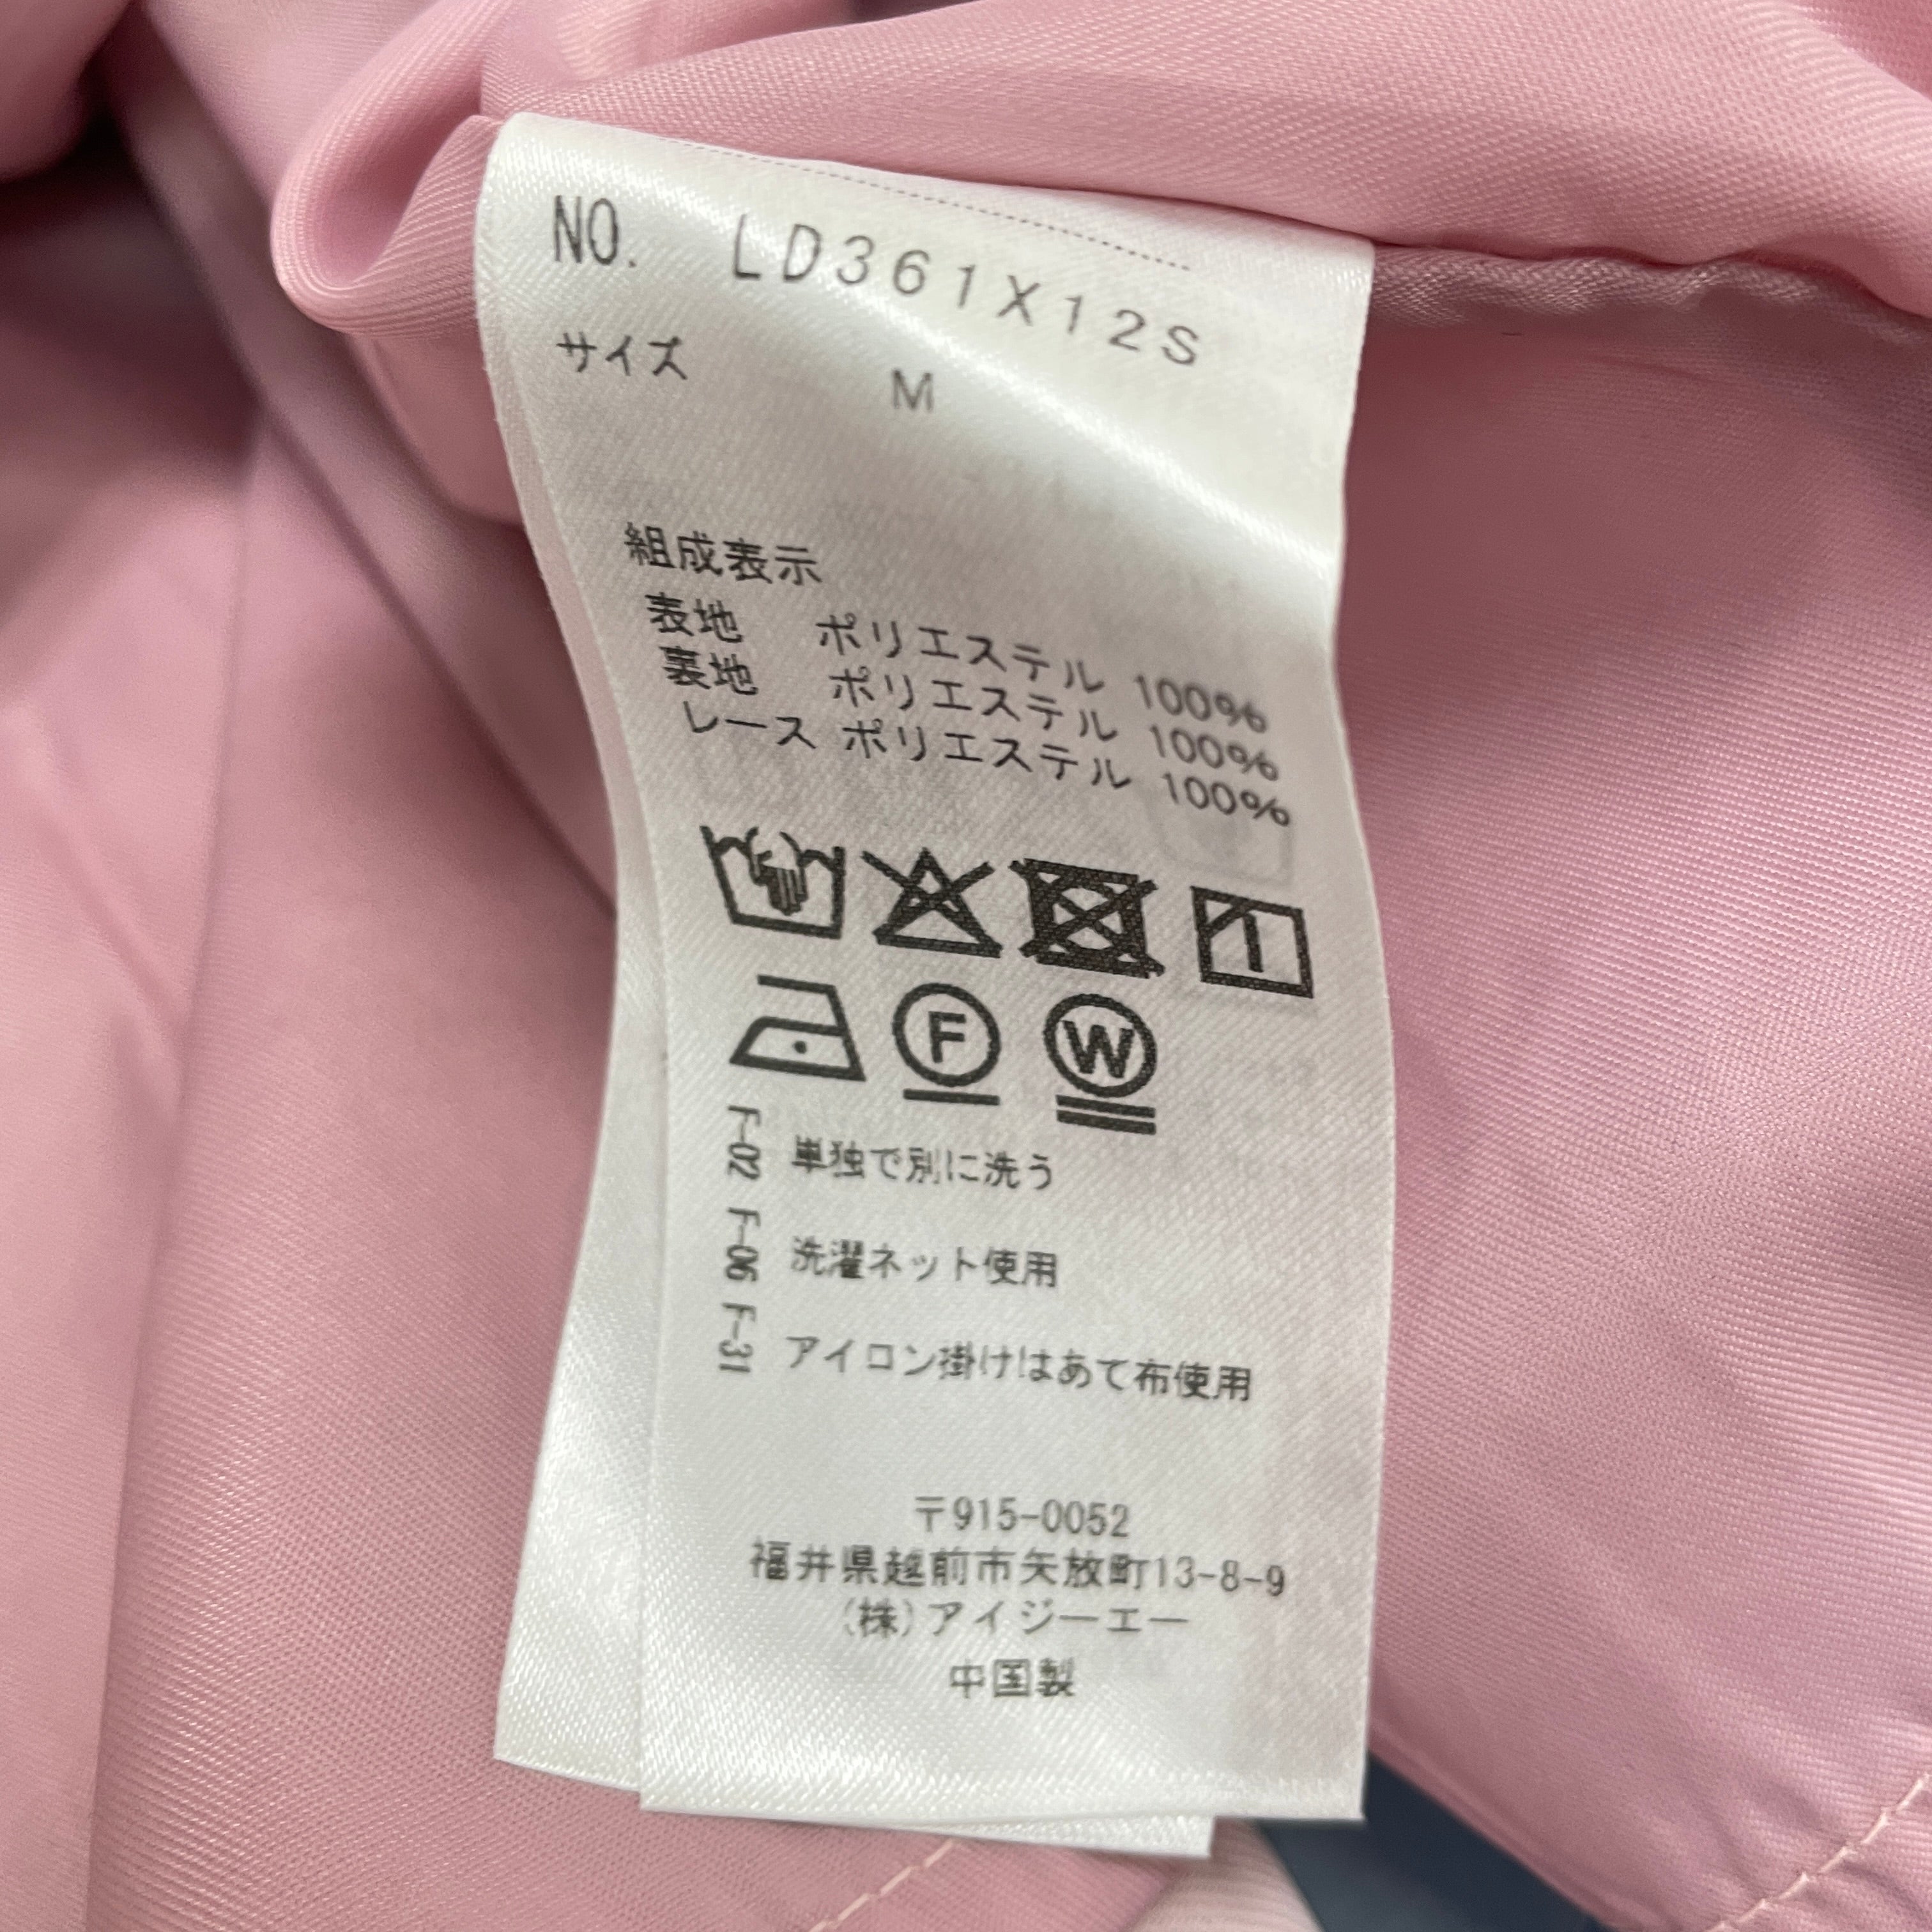 NO. LD361X12S
サイズ M
組成表示
表地 ポリエステル 100%
裏地 ポリエステル 100%
レース ポリエステル 100%
F W
F-02 単独で別に洗う
F-06 洗濯ネット使用
F-31 アイロン掛けはあて布使用
〒915-0052
福井県越前市矢放町13-8-9
(株)アイジーエー
中国製